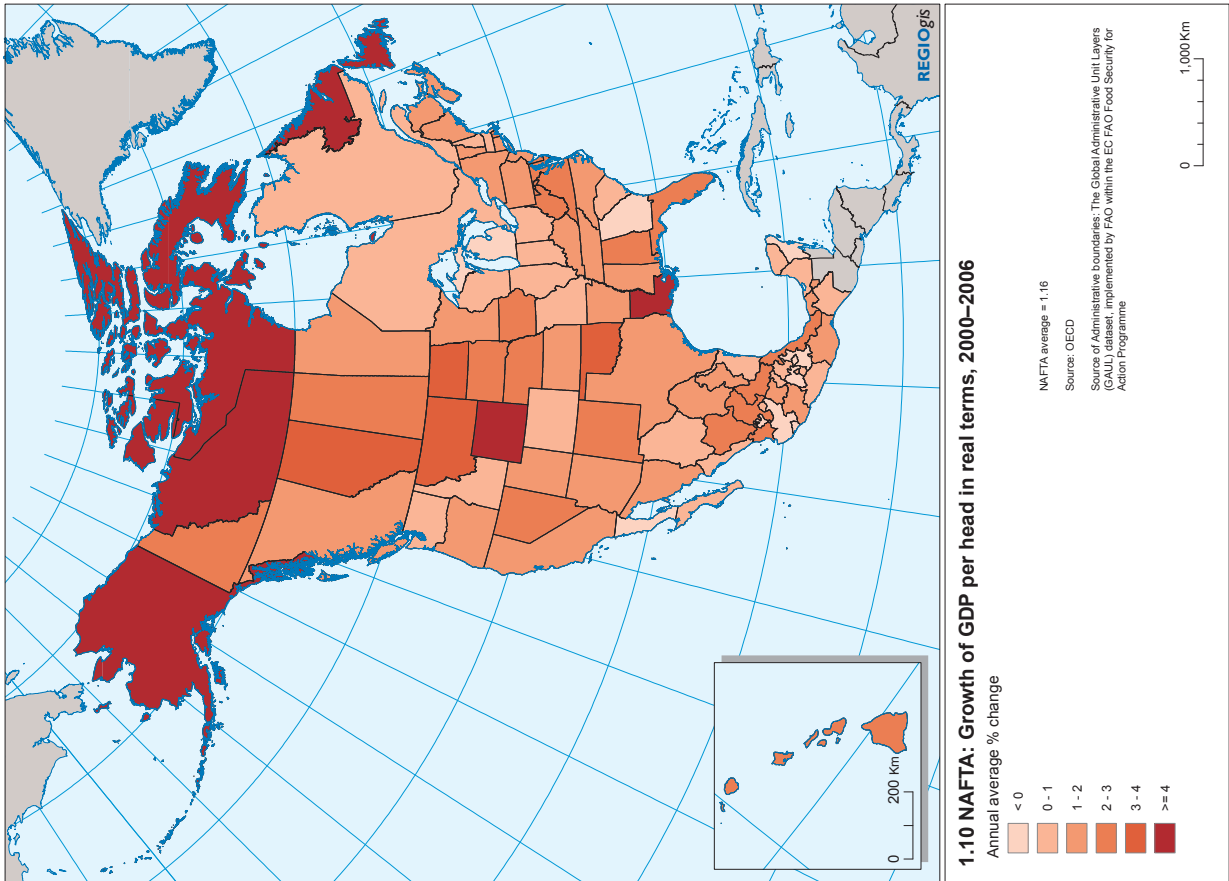 REGIOgis
0
200 Km
1.10 NAFTA: Growth of GDP per head in real terms, 2000–2006
Annual average % change
< 0
0 - 1
1 - 2
2 - 3
3 - 4
>= 4
NAFTA average = 1.16
Source: OECD
Source of Administrative boundaries: The Global Administrative Unit Layers
(GAUL) dataset, implemented by FAO within the EC FAO Food Security for
Action Programme
0
1,000 Km